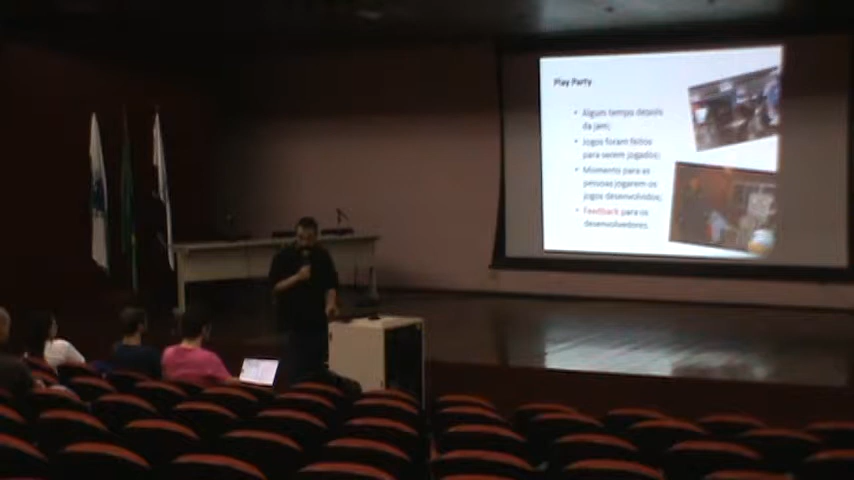 Play Party
• Algum tempo depois
da jam;
• Jogos foram feitos
para serem jogados;
• Momento para as
pessoas jogarem os
jogos desenvolvidos;
• Feedback para os
desenvolvedores.